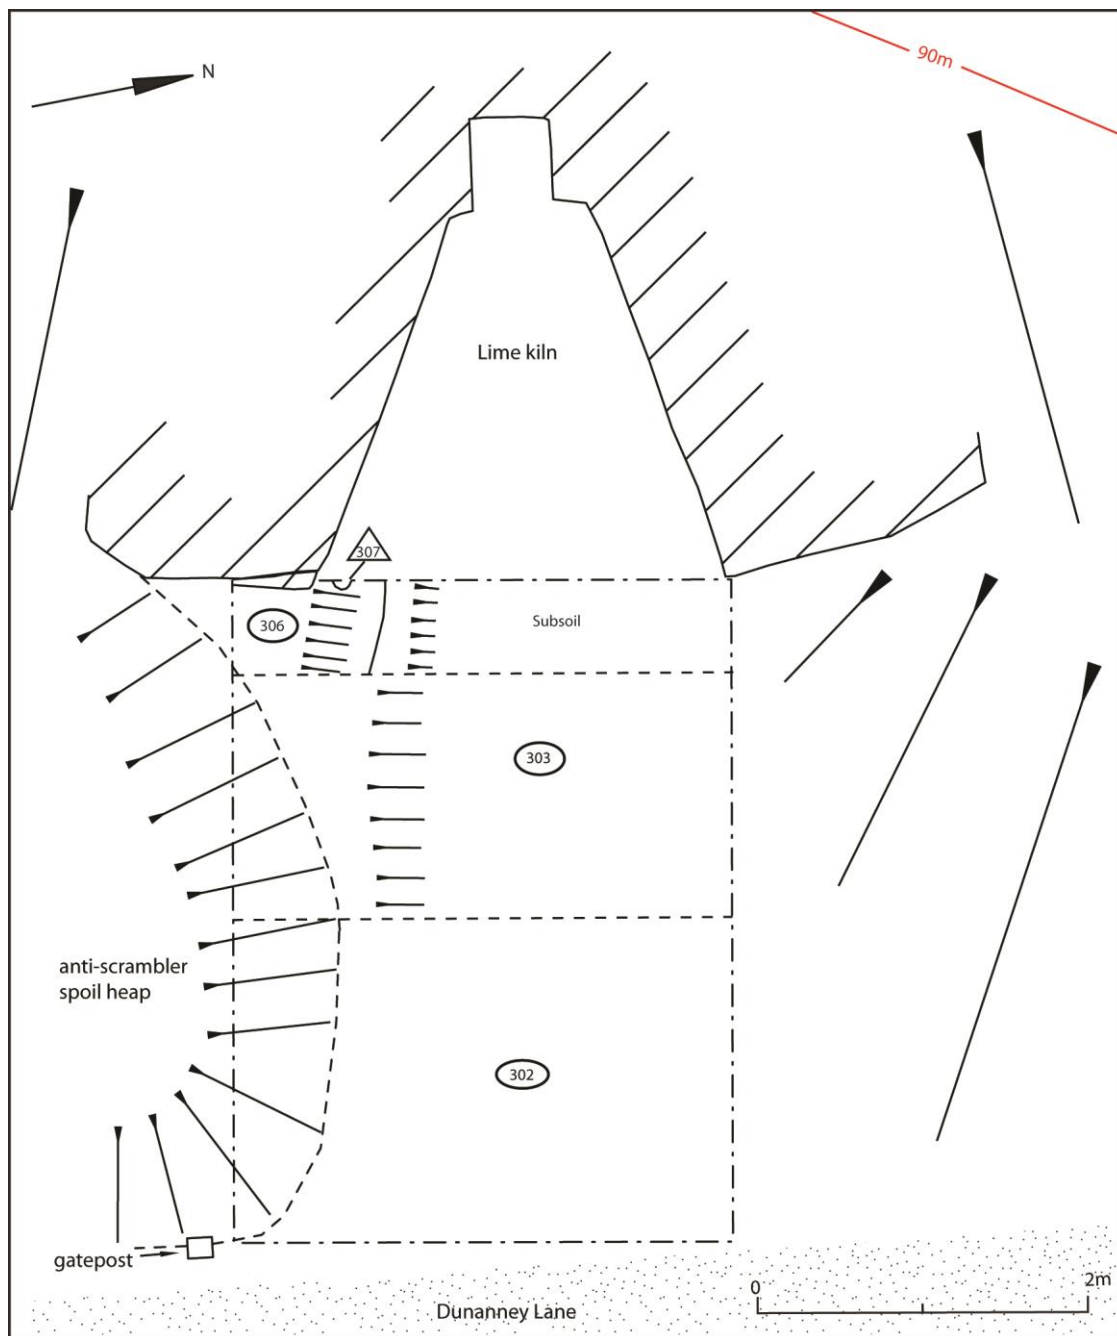 90m
N
Lime kiln
307
306
Subsoil
303
anti-scrambler
spoil heap
302
gatepost
0
2m
Dunanney Lane